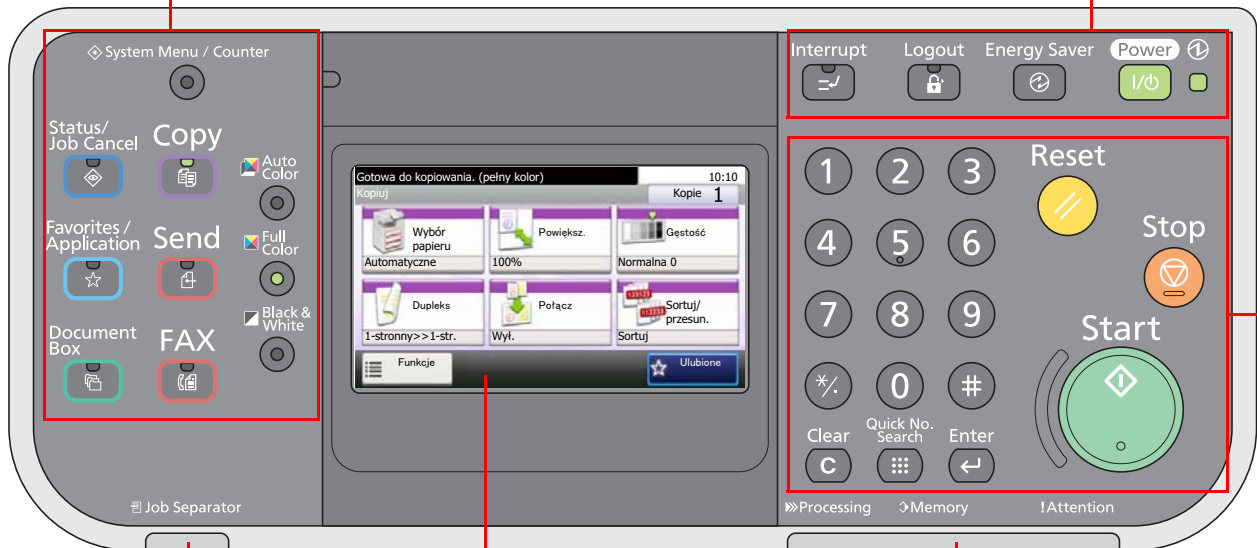 System Menu / Counter
Status/
Job Cancel
Copy
Auto
Color
Favorites /
Application
Send
Full
Color
Document
Box
FAX
Black &
White
Job Separator
Gotowa do kopiowania. (pełny kolor)
10:10
Kopiuj
Kopie
1
Wybór
papieru
Automatyczne
Powiększ.
100%
Gęstość
Normalna 0
Dupleks
1-stronny>>1-str.
Połącz
Wył.
123123
112233
Sortuj/
przesun.
Sortuj
Funkcje
Ulubione
Interrupt
Logout
Energy Saver
Power
1
2
3
Reset
4
5
6
Stop
7
8
9
Start
*/.
0
#
Clear
Quick No.
Search
Enter
C
Processing
Memory
!Attention